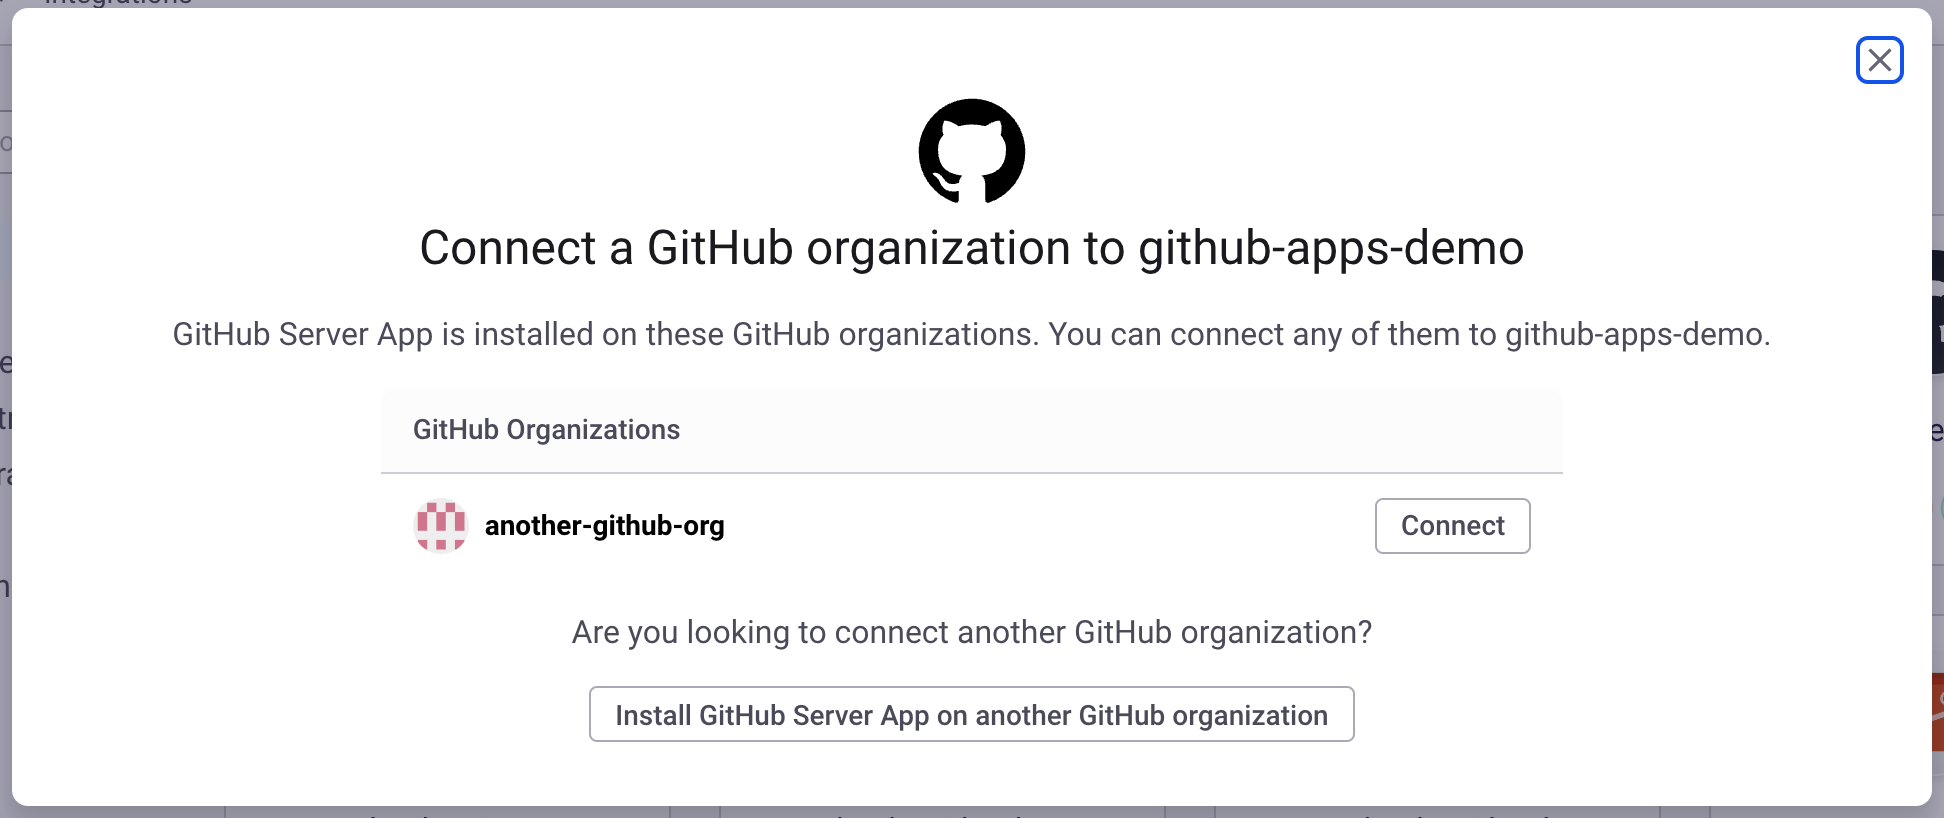 Connect a GitHub organization to github-apps-demo
GitHub Server App is installed on these GitHub organizations. You can connect any of them to github-apps-demo.
GitHub Organizations
another-github-org
Connect
Are you looking to connect another GitHub organization?
Install GitHub Server App on another GitHub organization